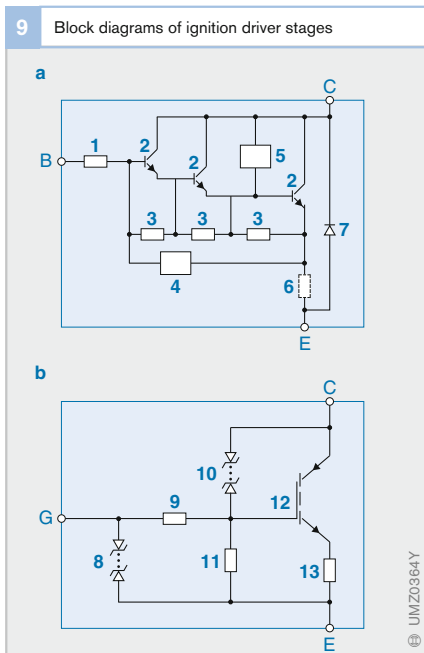 9 Block diagrams of ignition driver stages
a
C
B 1 2 2 5 2
3 3 3 7
4 6
E
b
C
10
G 9 12
8 11 13
E
UMZ0364Y